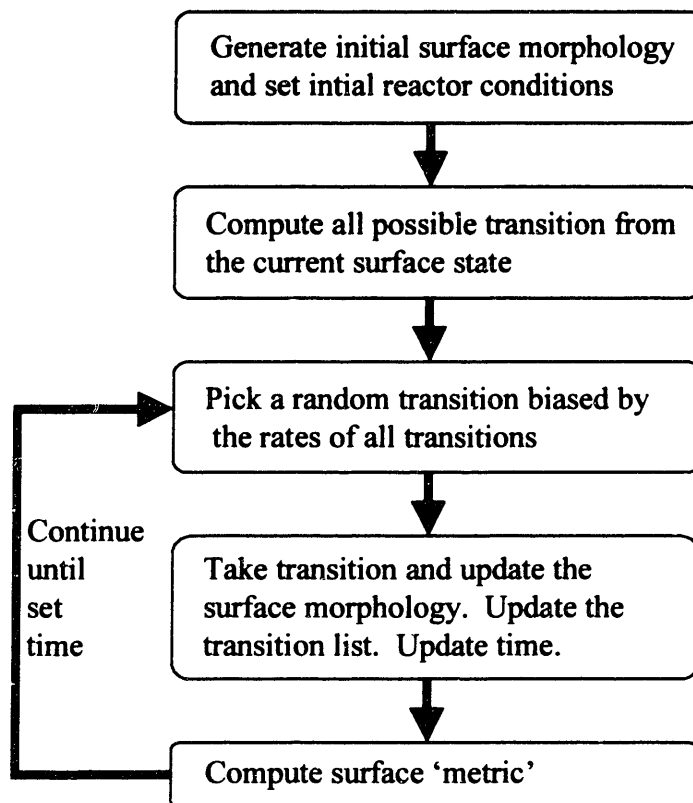 Generate initial surface morphology
and set intial reactor conditions
Compute all possible transition from
the current surface state
Pick a random transition biased by
the rates of all transitions
Continue
until
set
time
Take transition and update the
surface morphology. Update the
transition list. Update time.
Compute surface ‘metric’